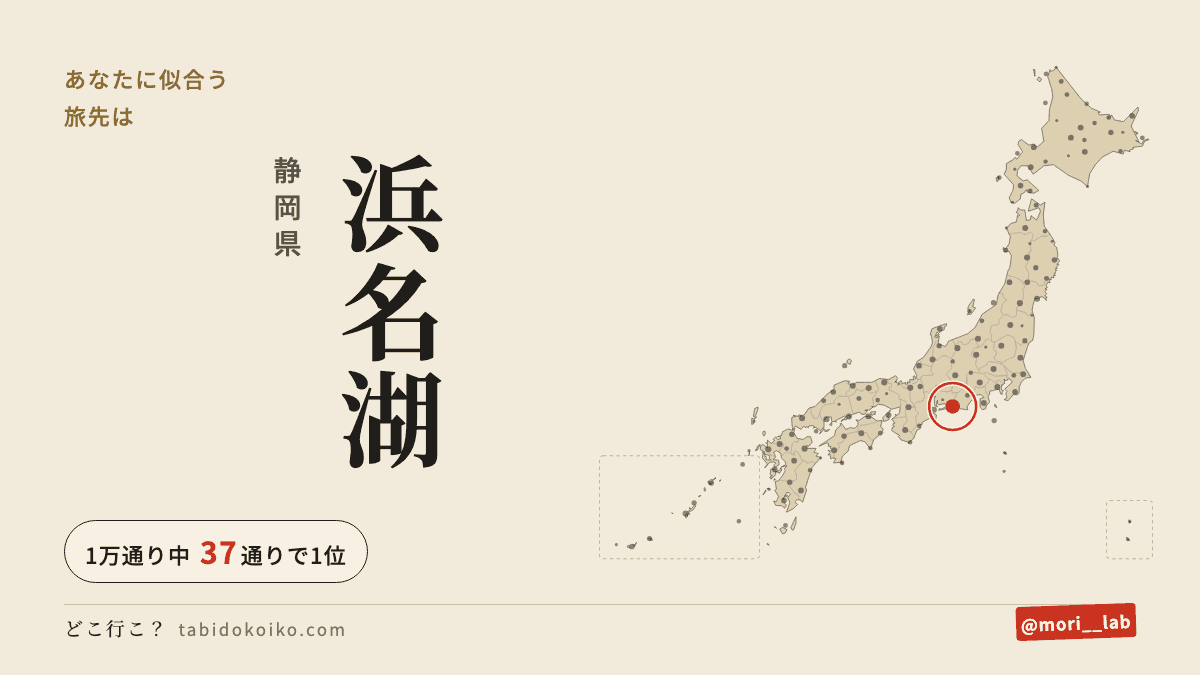 あなたに似合う
旅先は
静岡県
浜名湖
1万通り中 37通りで1位
どこ行こ？ tabidokoiko.com
@mori__lab